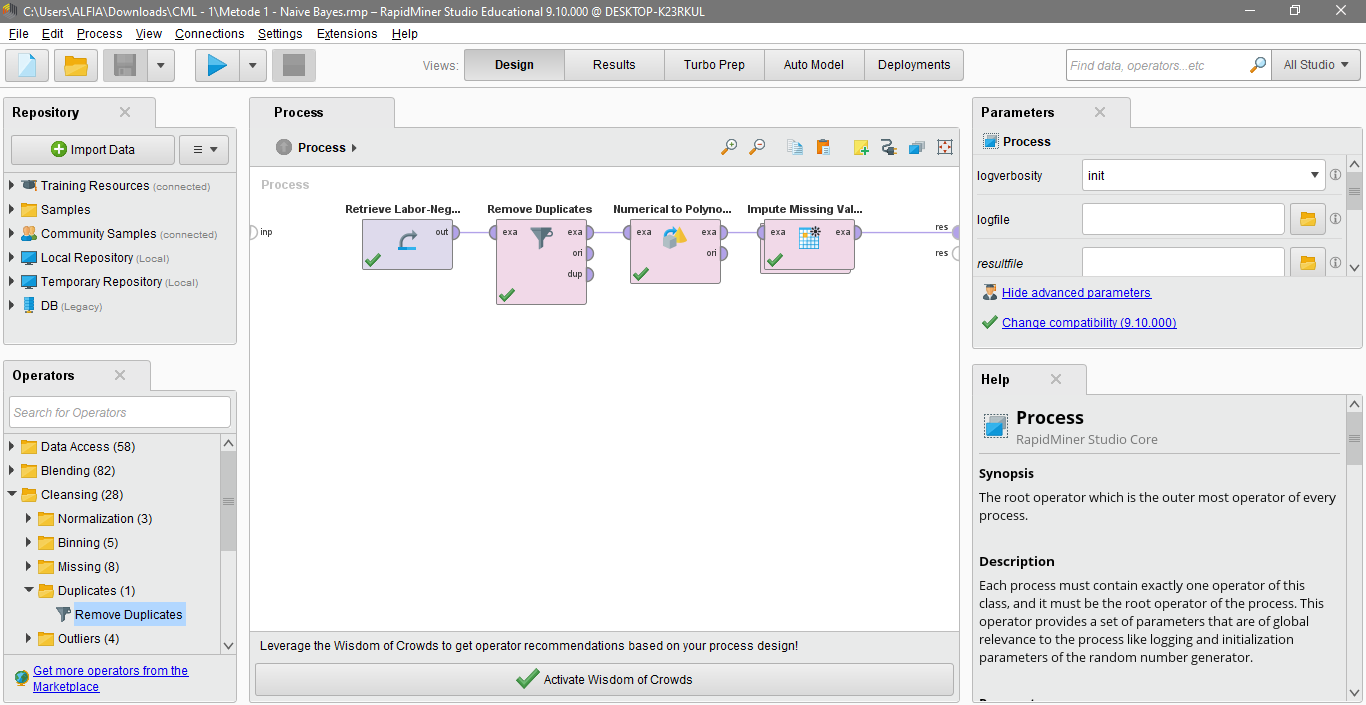 C:\Users\ALFIA\Downloads\CML - 1\Metode 1 - Naive Bayes.rmp – RapidMiner Studio Educational 9.10.000 @ DESKTOP-K23RKUL
File Edit Process View Connections Settings Extensions Help
Views: Design Results Turbo Prep Auto Model Deployments
Find data, operators...etc
All Studio
Repository
Import Data
Training Resources (connected)
Samples
Community Samples (connected)
Local Repository (Local)
Temporary Repository (Local)
DB (Legacy)
Operators
Search for Operators
Data Access (58)
Blending (82)
Cleansing (28)
Normalization (3)
Binning (5)
Missing (8)
Duplicates (1)
Remove Duplicates
Outliers (4)
Get more operators from the
Marketplace
Process
Process
Process
inp
Retrieve Labor-Neg...
out
Remove Duplicates
exa exa
ori
dup
Numerical to Polyno...
exa exa
ori
Impute Missing Val...
exa exa
res
res
Leverage the Wisdom of Crowds to get operator recommendations based on your process design!
Activate Wisdom of Crowds
Parameters
Process
logverbosity init
logfile
resultfile
Hide advanced parameters
Change compatibility (9.10.000)
Help
Process
RapidMiner Studio Core
Synopsis
The root operator which is the outer most operator of every
process.
Description
Each process must contain exactly one operator of this
class, and it must be the root operator of the process. This
operator provides a set of parameters that are of global
relevance to the process like logging and initialization
parameters of the random number generator.